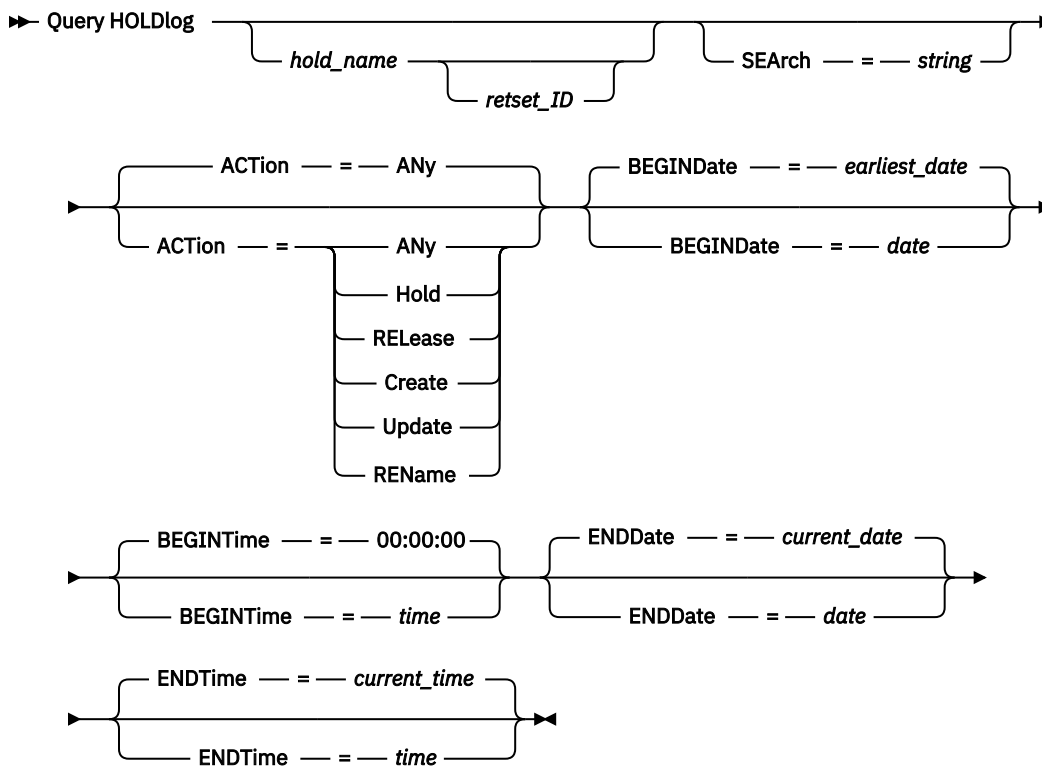 Query HOLDlog
hold_name
retset_ID
SEArch = string
ACTion = ANy
ACTion = ANy
Hold
RELease
Create
Update
REName
BEGINDate = earliest_date
BEGINDate = date
BEGINTime = 00:00:00
BEGINTime = time
ENDDate = current_date
ENDDate = date
ENDTime = current_time
ENDTime = time